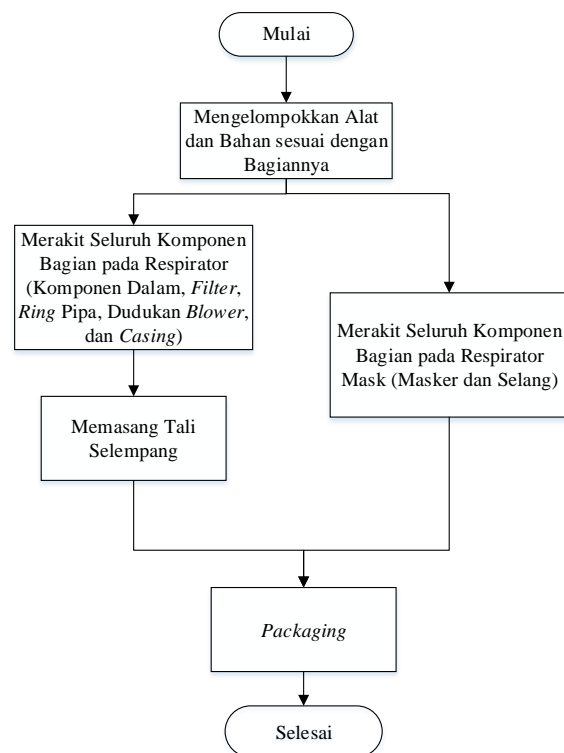 Mulai
Mengelompokkan Alat
dan Bahan sesuai dengan
Bagiannya
Merakit Seluruh Komponen
Bagian pada Respirator
(Komponen Dalam, Filter,
Ring Pipa, Dudukan Blower,
dan Casing)
Merakit Seluruh Komponen
Bagian pada Respirator
Mask (Masker dan Selang)
Memasang Tali
Selempang
Packaging
Selesai